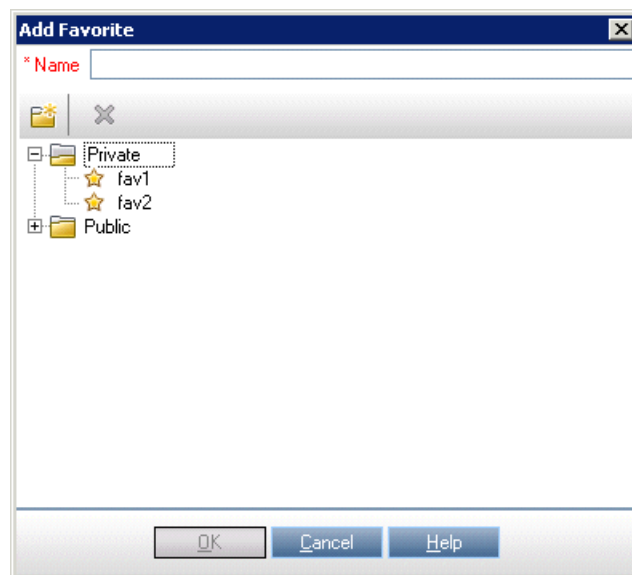 Add Favorite
* Name
Private
fav1
fav2
Public
OK Cancel Help